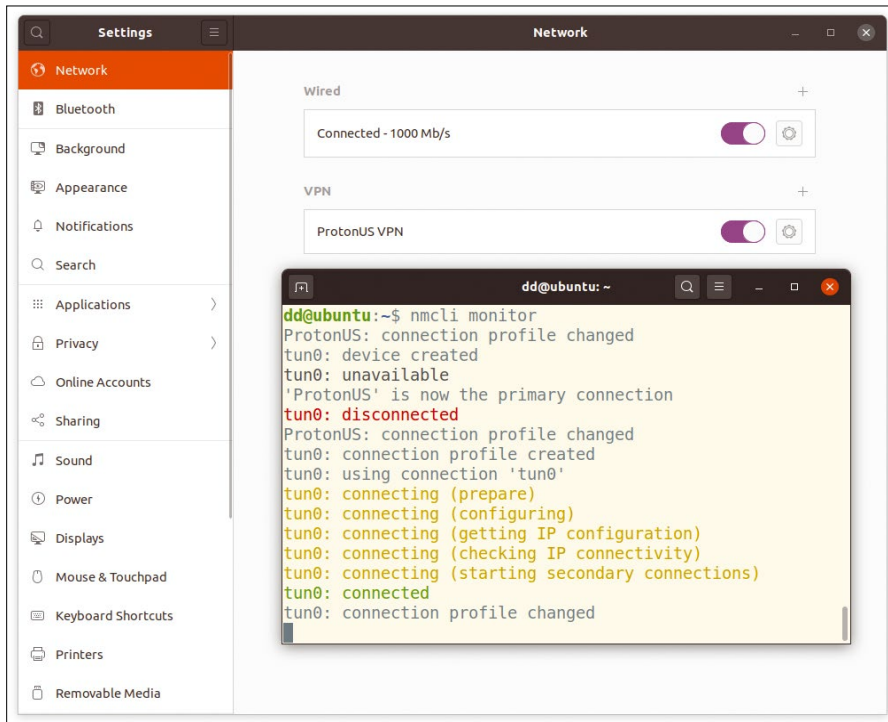 Settings
Network
Network
Bluetooth
Background
Appearance
Notifications
Search
Applications
Privacy
Online Accounts
Sharing
Sound
Power
Displays
Mouse & Touchpad
Keyboard Shortcuts
Printers
Removable Media
Wired
Connected - 1000 Mb/s
VPN
ProtonUS VPN
dd@ubuntu: ~
dd@ubuntu:~$ nmcli monitor
ProtonUS: connection profile changed
tun0: device created
tun0: unavailable
'ProtonUS' is now the primary connection
tun0: disconnected
ProtonUS: connection profile changed
tun0: connection profile created
tun0: using connection 'tun0'
tun0: connecting (prepare)
tun0: connecting (configuring)
tun0: connecting (getting IP configuration)
tun0: connecting (checking IP connectivity)
tun0: connecting (starting secondary connections)
tun0: connected
tun0: connection profile changed